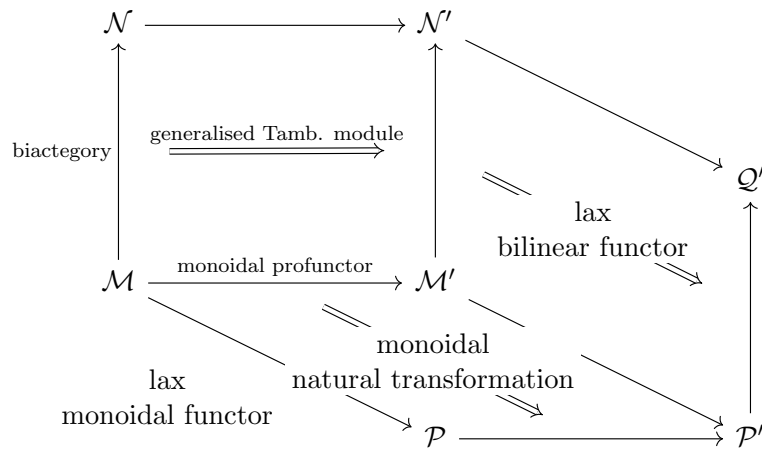 𝒩 𝒩′
generalised Tamb. module
biactegory
𝒬′
lax
bilinear functor
monoidal profunctor
ℳ ℳ′
monoidal
natural transformation
lax
monoidal functor
𝒫 𝒫′